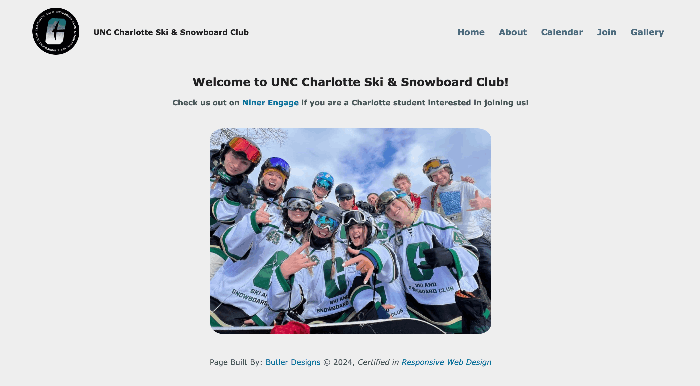 UNC Charlotte Ski & Snowboard Club
Home About Calendar Join Gallery
Welcome to UNC Charlotte Ski & Snowboard Club!
Check us out on Niner Engage if you are a Charlotte student interested in joining us!
SKI A
SNOWBOARD
SKI AND
SNOWBOARD
SKI AND
SNOWBOARD CLUB
Page Built By: Butler Designs © 2024, Certified in Responsive Web Design